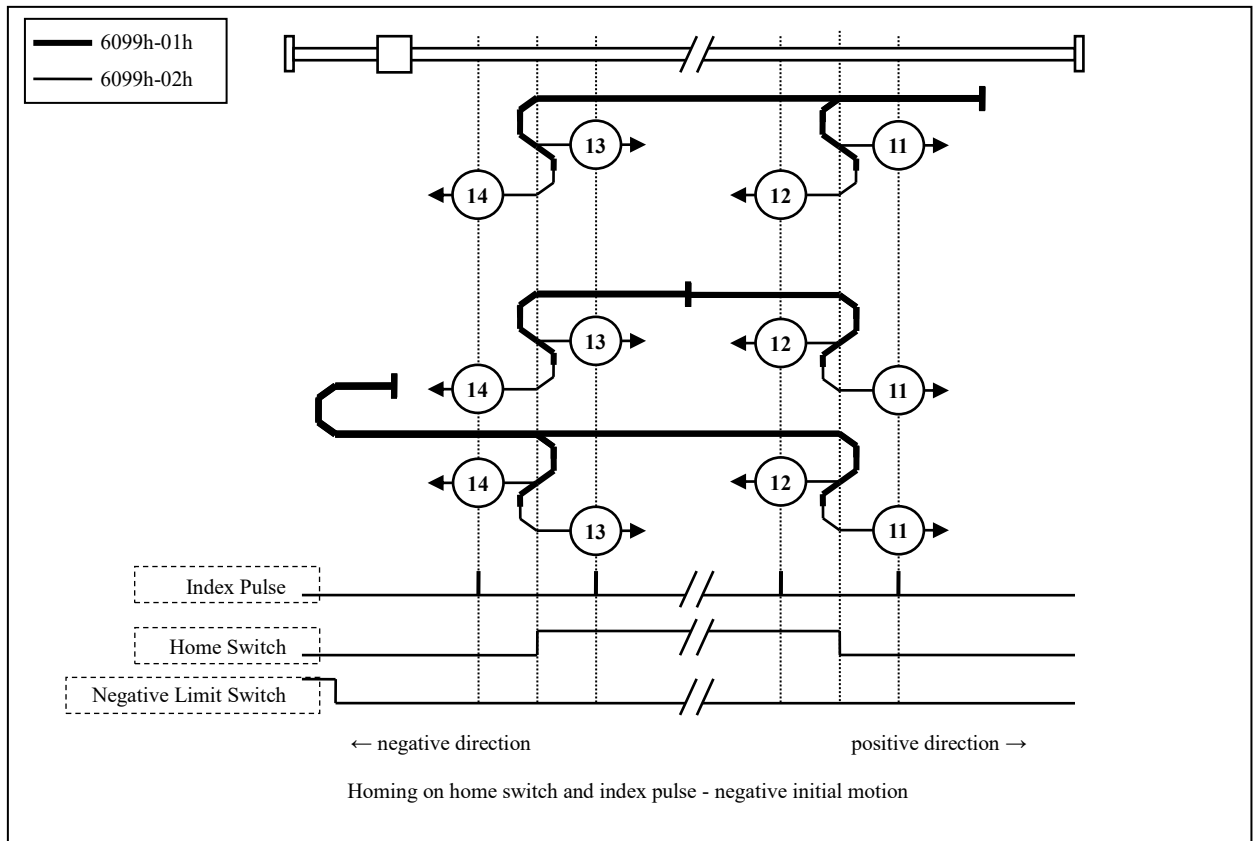 6099h-01h
6099h-02h
13
11
14
12
13
12
14
11
14
12
13
11
Index Pulse
Home Switch
Negative Limit Switch
← negative direction
positive direction →
Homing on home switch and index pulse - negative initial motion